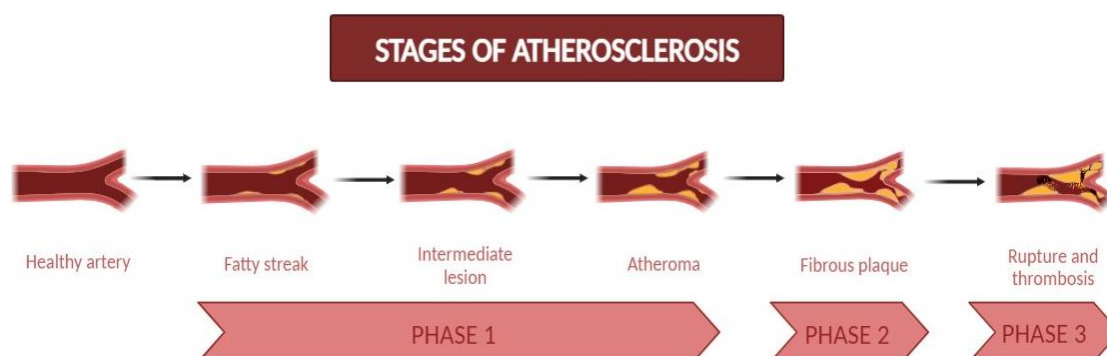 STAGES OF ATHEROSCLEROSIS
Healthy artery
Fatty streak
Intermediate
lesion
Atheroma
Fibrous plaque
Rupture and
thrombosis
PHASE 1
PHASE 2
PHASE 3